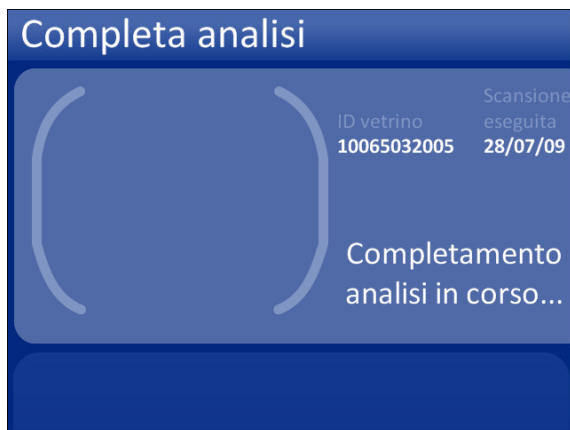 Completa analisi
Scansione
ID vetrino eseguita
10065032005 28/07/09
Completamento
analisi in corso...